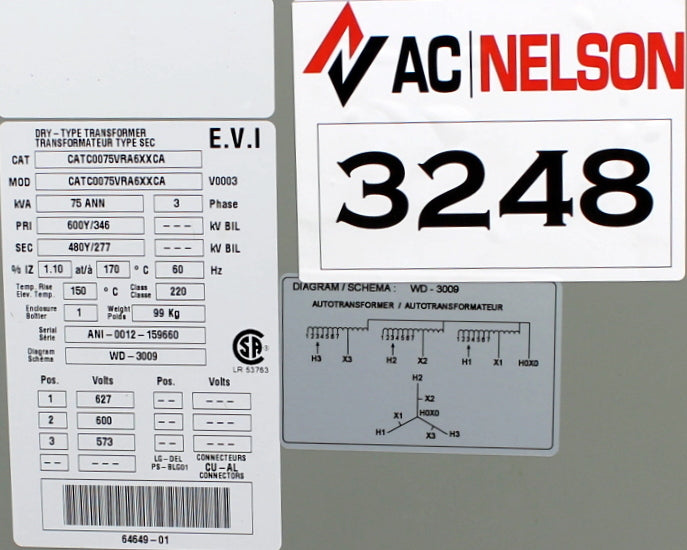 AC|NELSON
3248
DRY-TYPE TRANSFORMER
TRANSFORMATEUR TYPE SEC
E.V.I
CAT CATC0075VRA6XXCA
MOD CATC0075VRA6XXCA V0003
kVA 75 ANN 3 Phase
PRI 600Y/346 --- kV BIL
SEC 480Y/277 --- kV BIL
% IZ 1.10 at/à 170 °C 60 Hz
Temp. Rise
Elev. Temp. 150 °C Class
Classe 220
Enclosure
Boîtier 1 Weight
Poids 99 Kg
Serial
Série ANI-0012-159660
Diagram
Schéma WD-3009
SA ®
LR 53763
Pos. Volts Pos. Volts
1 627 -- ---
2 600 -- ---
3 573 -- ---
-- --- LG-DEL
PS-BLG01
CONNECTEURS
CU-AL
CONNECTORS
64649-01
DIAGRAM / SCHEMA : WD-3009
AUTOTRANSFORMER / AUTOTRANSFORMATEUR
1234567 1234567 1234567
H3 X3 H2 X2 H1 X1 H0X0
H2
X2
X1 H0X0
H1 X3 H3